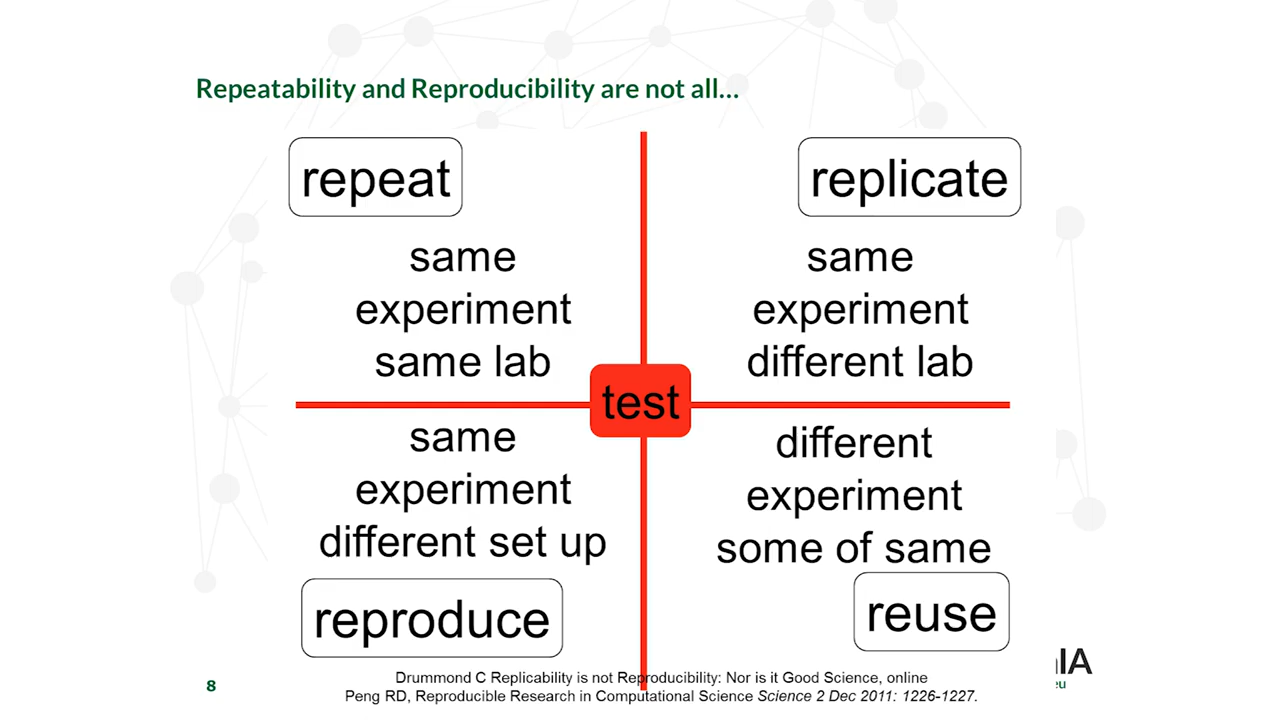 Repeatability and Reproducibility are not all...
repeat
same
experiment
same lab
replicate
same
experiment
different lab
test
same
experiment
different set up
reproduce
different
experiment
some of same
reuse
8
Drummond C Replicability is not Reproducibility: Nor is it Good Science, online
Peng RD, Reproducible Research in Computational Science Science 2 Dec 2011: 1226-1227.
IA
eu